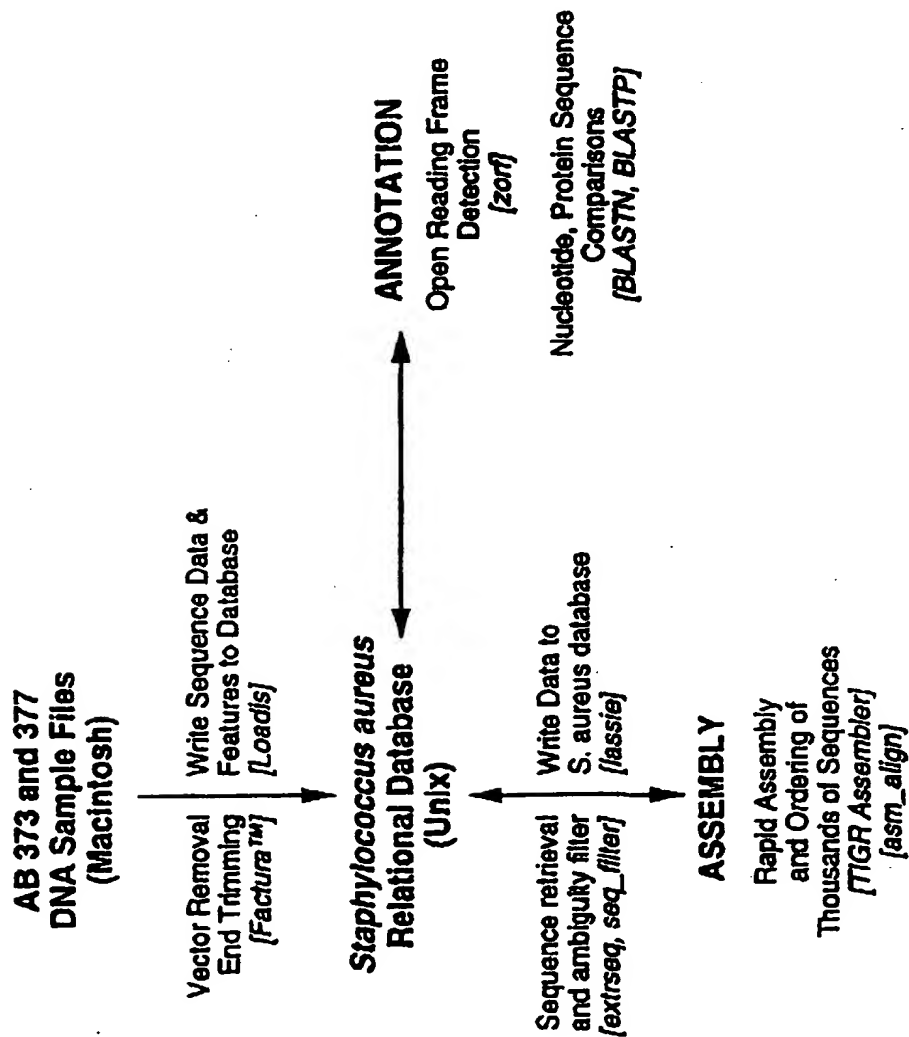 AB 373 and 377
DNA Sample Files
(Macintosh)
Vector Removal
End Trimming
[Factura™]
Write Sequence Data &
Features to Database
[Loadis]
Staphylococcus aureus
Relational Database
(Unix)
ANNOTATION
Open Reading Frame
Detection
[zorf]
Nucleotide, Protein Sequence
Comparisons
[BLASTN, BLASTP]
Sequence retrieval
and ambiguity filter
[extrseq, seq_filter]
Write Data to
S. aureus database
[lassie]
ASSEMBLY
Rapid Assembly
and Ordering of
Thousands of Sequences
[TIGR Assembler]
[asm_align]